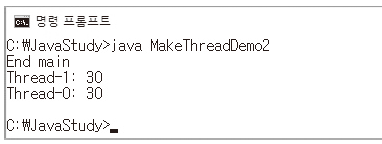 명령 프롬프트
C:\JavaStudy>java MakeThreadDemo2
End main
Thread-1: 30
Thread-0: 30
C:\JavaStudy>